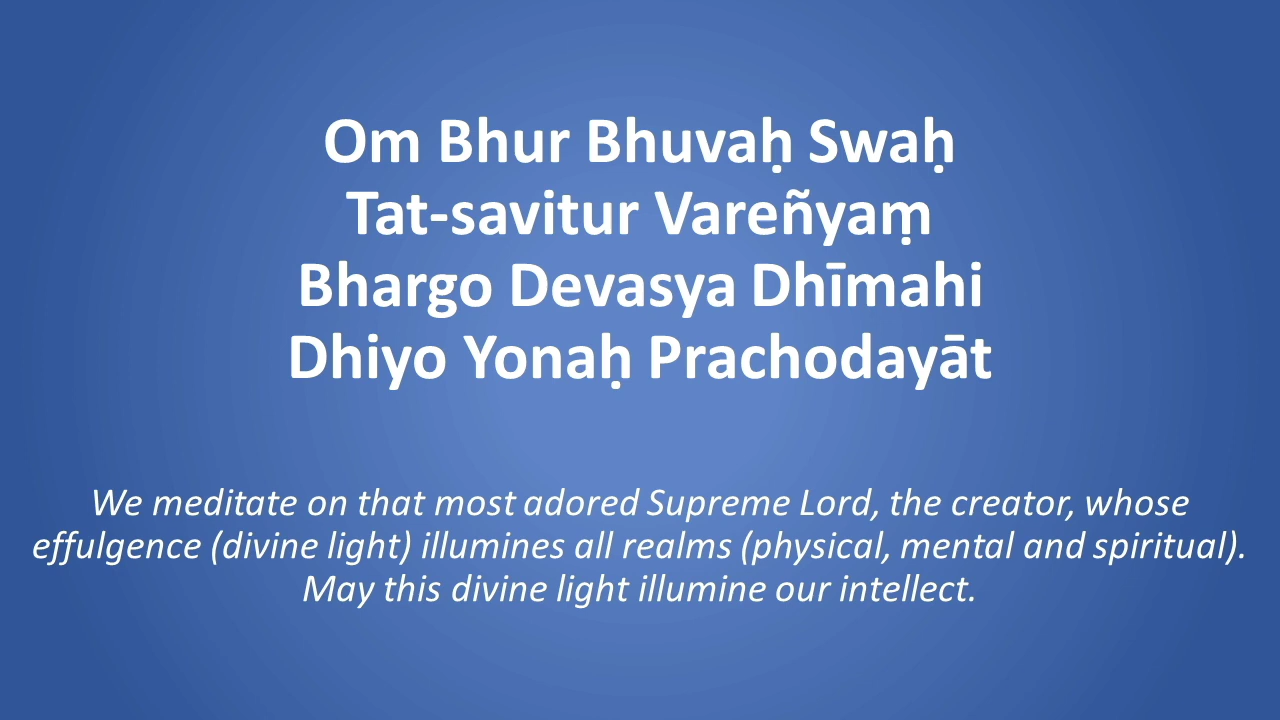 Om Bhur Bhuvaḥ Swaḥ
Tat-savitur Vareñyaṃ
Bhargo Devasya Dhīmahi
Dhiyo Yonaḥ Prachodayāt
We meditate on that most adored Supreme Lord, the creator, whose
effulgence (divine light) illumines all realms (physical, mental and spiritual).
May this divine light illumine our intellect.